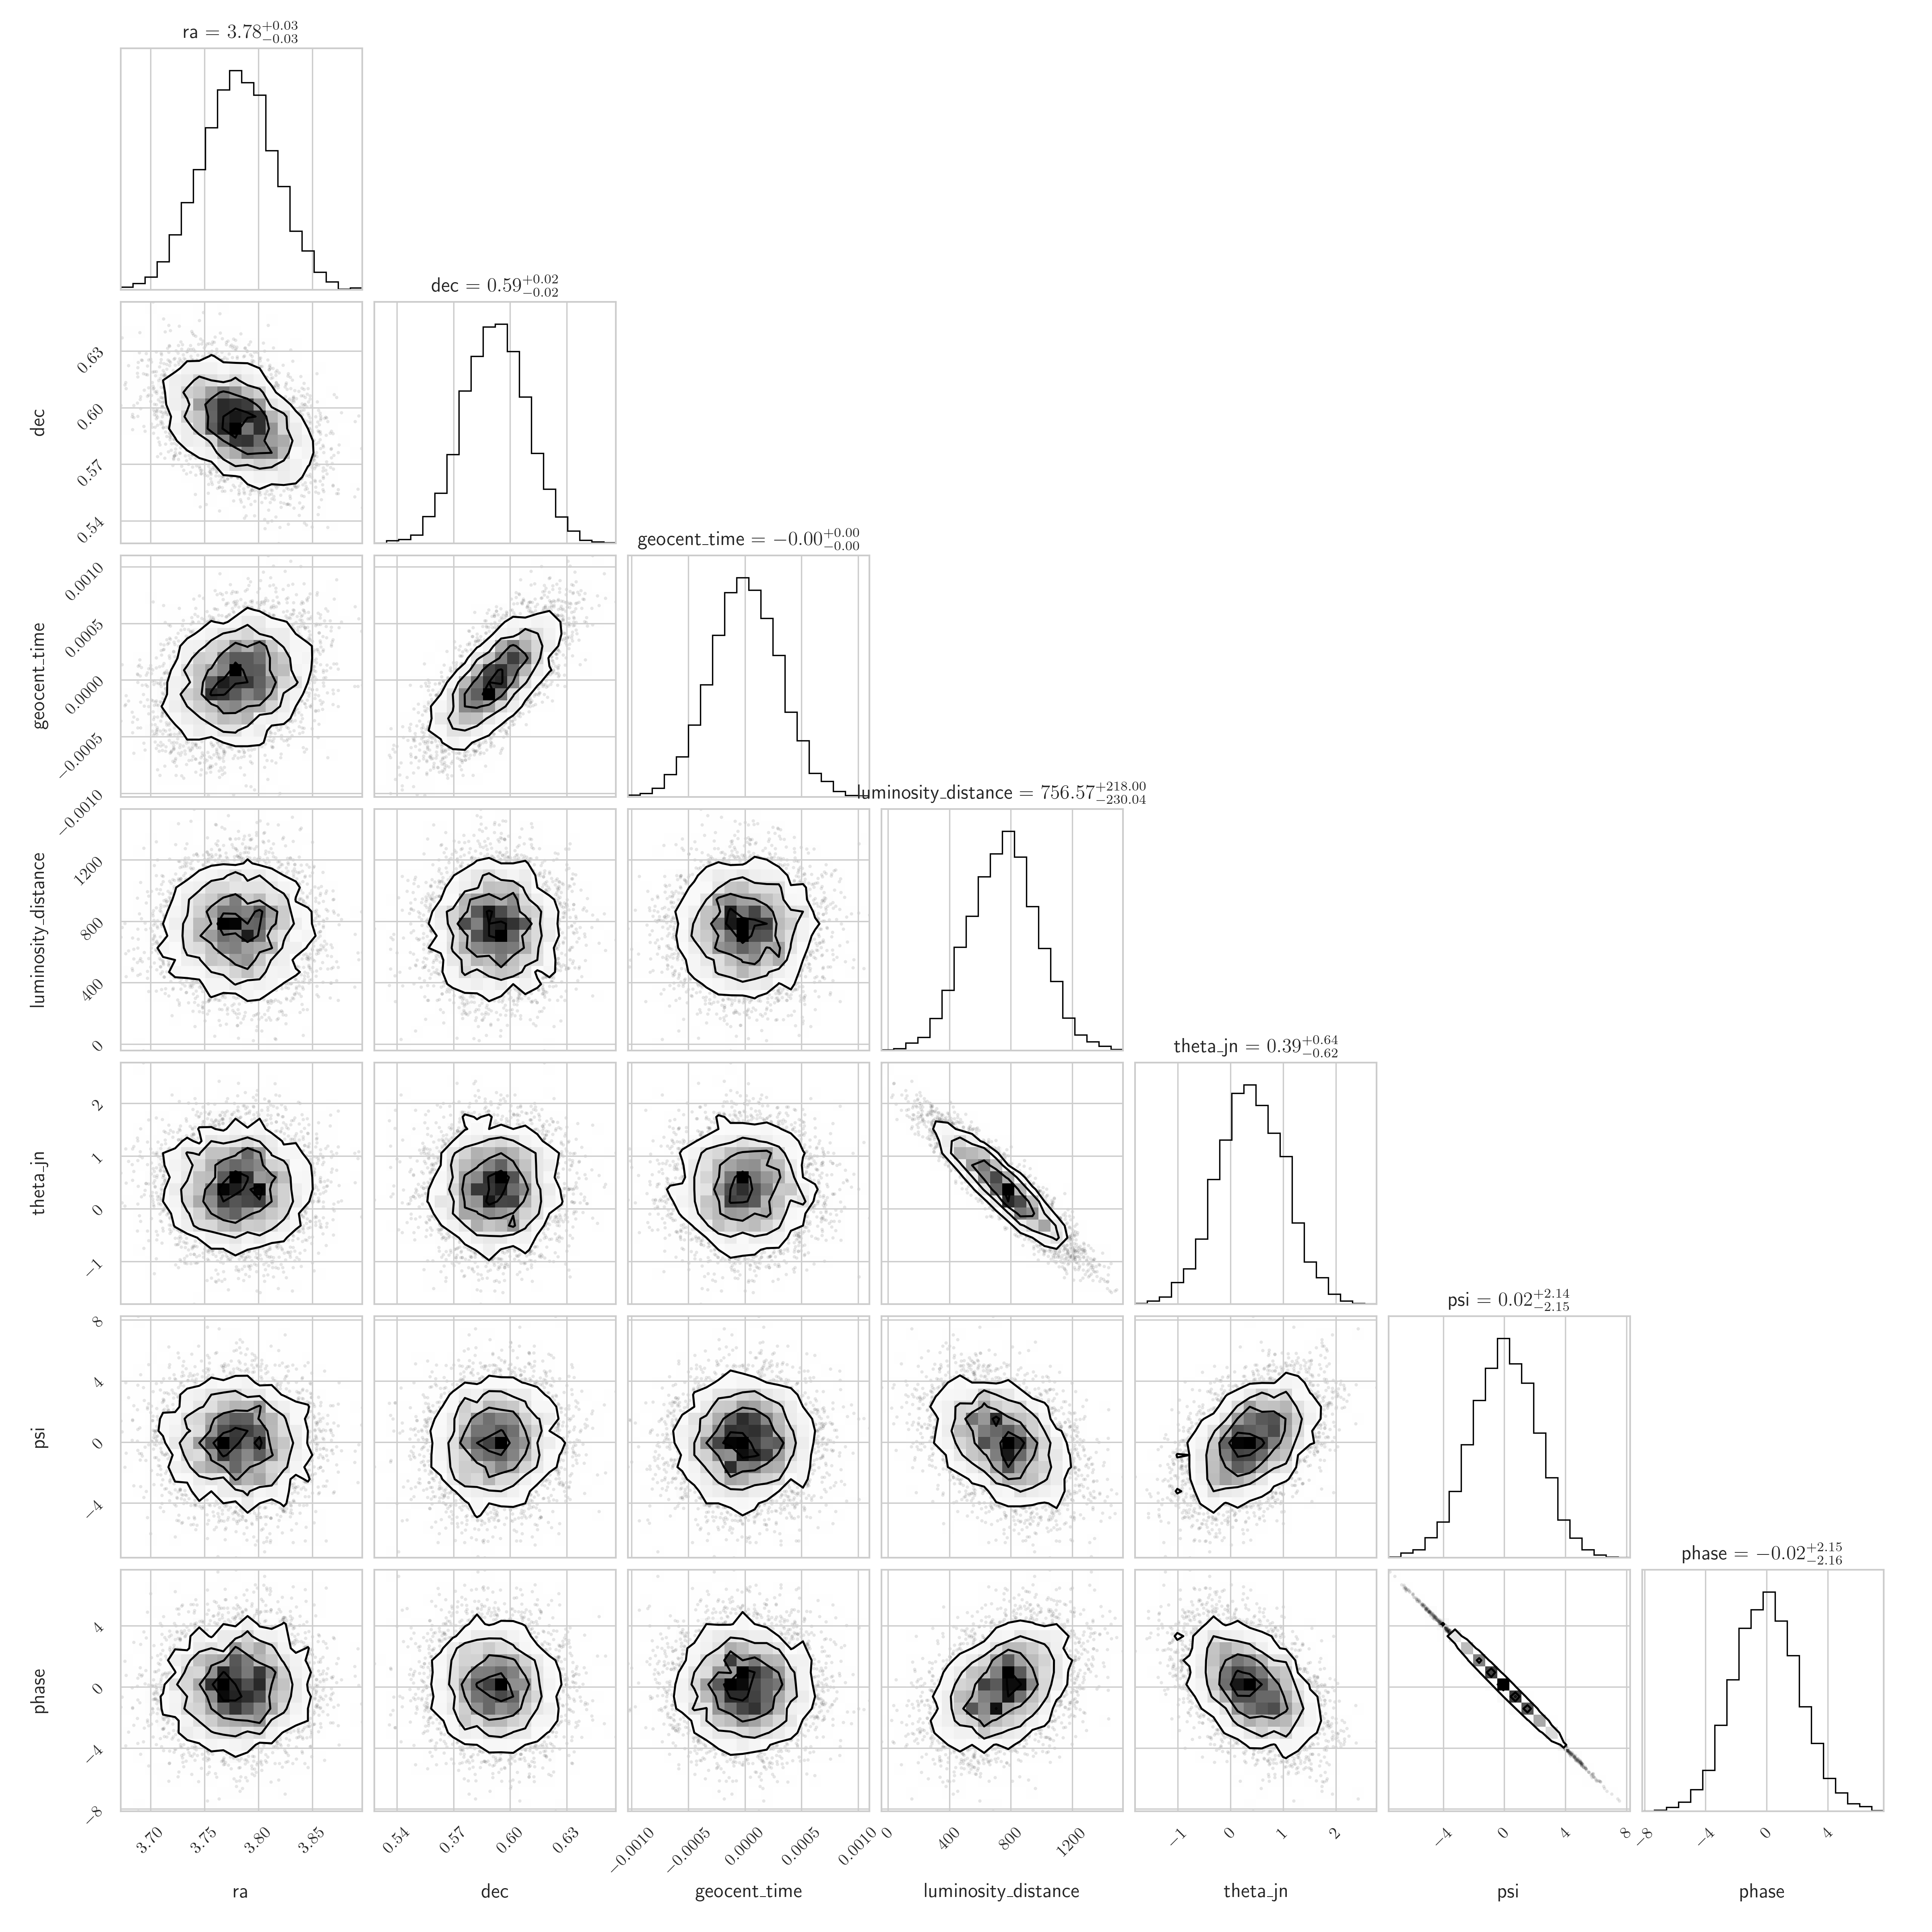 ra = 3.78+0.03−0.03
dec = 0.59+0.02−0.02
dec
0.63
0.60
0.57
0.54
geocent_time = −0.00+0.00−0.00
geocent_time
0.0010
0.0005
0.0000
−0.0005
−0.0010
luminosity_distance = 756.57+218.00−230.04
luminosity_distance
1200
800
400
0
theta_jn = 0.39+0.64−0.62
theta_jn
2
1
0
−1
psi = 0.02+2.14−2.15
psi
8
4
0
−4
phase = −0.02+2.15−2.16
phase
4
0
−4
−8
3.70 3.75 3.80 3.85
0.54 0.57 0.60 0.63
−0.0010 −0.0005 0.0000 0.0005 0.0010
0 400 800 1200
−1 0 1 2
−4 0 4 8
−8 −4 0 4
ra dec geocent_time luminosity_distance theta_jn psi phase